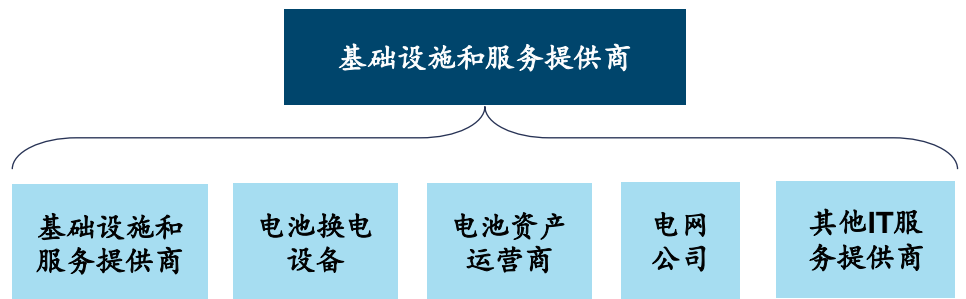 基础设施和服务提供商
基础设施和
服务提供商
电池换电
设备
电池资产
运营商
电网
公司
其他IT服
务提供商